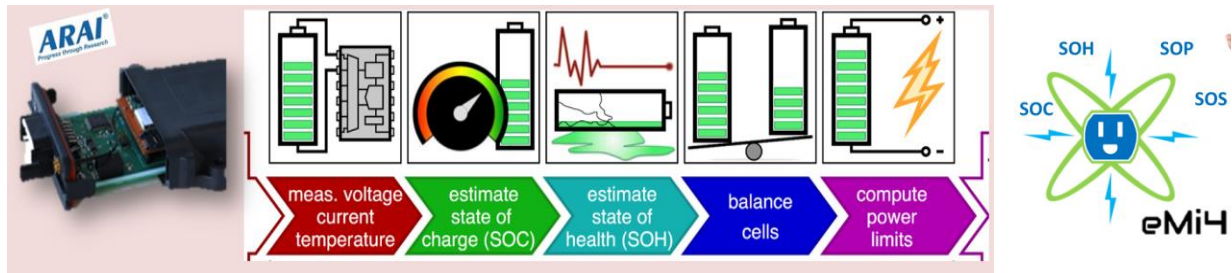 ARAI®
Progress through Research
meas. voltage
current
temperature
estimate
state of
charge (SOC)
estimate
state of
health (SOH)
balance
cells
compute
power
limits
+
-
SOH
SOP
SOC
SOS
eMi4